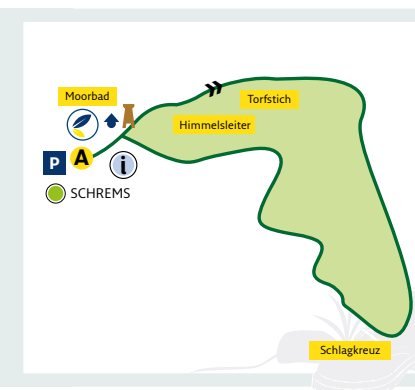 Moorbad
Torfstich
Himmelsleiter
P
A
i
SCHREMS
Schlagkreuz